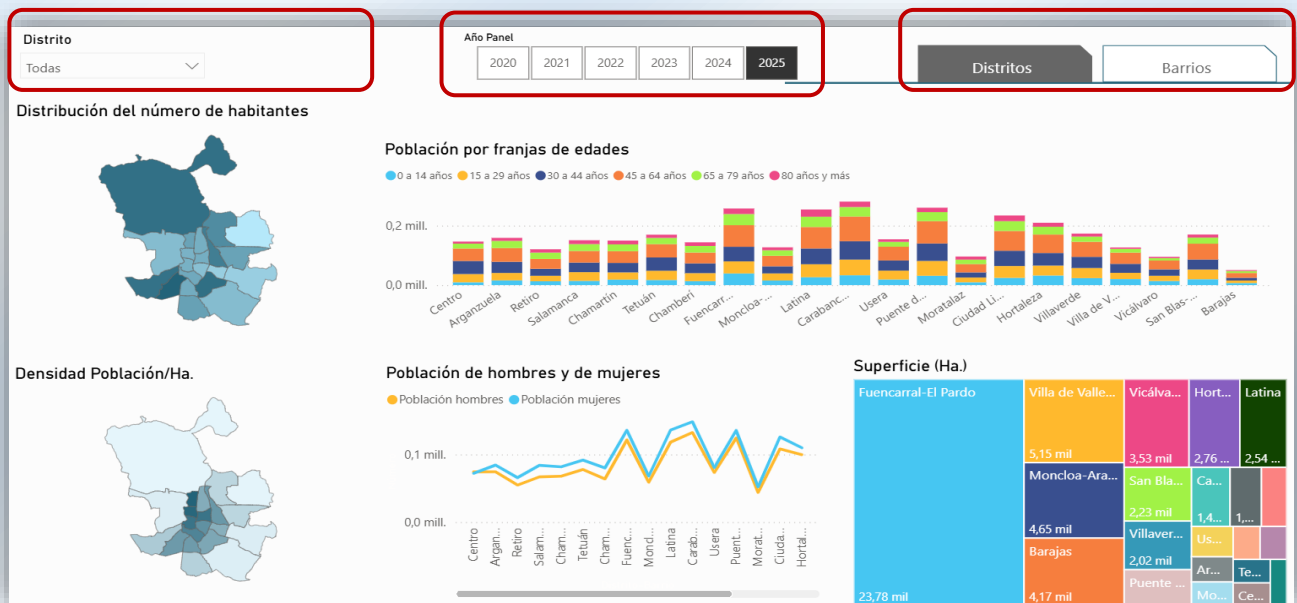 Distrito
Todas
Año Panel
2020 2021 2022 2023 2024 2025
Distritos
Barrios
Distribución del número de habitantes
Población por franjas de edades
0 a 14 años 15 a 29 años 30 a 44 años 45 a 64 años 65 a 79 años 80 años y más
0,2 mill.
0,0 mill.
Centro
Arganzuela
Retiro
Salamanca
Chamartín
Tetuán
Chamberí
Fuencarr...
Moncloa-...
Latina
Carabanc...
Usera
Puente d...
Moratalaz
Ciudad Li...
Hortaleza
Villaverde
Villa de V...
Vicálvaro
San Blas-...
Barajas
Densidad Población/Ha.
Población de hombres y de mujeres
Población hombres Población mujeres
0,1 mill.
0,0 mill.
Centro
Argan...
Retiro
Salam...
Cham...
Tetuán
Cham...
Fuenc...
Monc...
Latina
Carab...
Usera
Puent...
Morat...
Ciuda...
Hortal...
Superficie (Ha.)
Fuencarral-El Pardo
23,78 mil
Villa de Valle...
5,15 mil
Moncloa-Ara...
4,65 mil
Barajas
4,17 mil
Vicálva...
3,53 mil
San Bla...
2,23 mil
Villaver...
2,02 mil
Puente ...
Hort...
2,76 ...
Latina
2,54 ...
Ca...
1,4...
1,...
Us...
Ar...
Mo...
Te...
Ce...